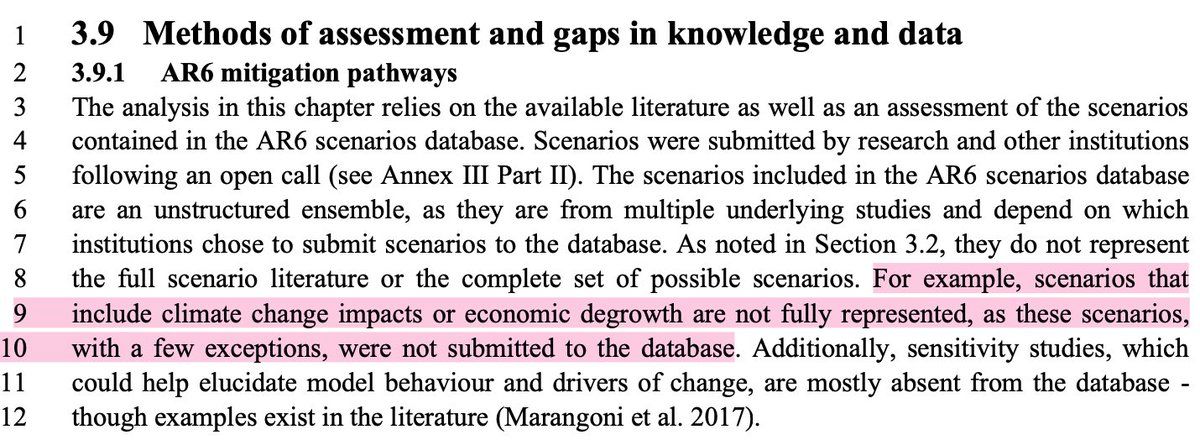 1 3.9 Methods of assessment and gaps in knowledge and data
2 3.9.1 AR6 mitigation pathways
3 The analysis in this chapter relies on the available literature as well as an assessment of the scenarios
4 contained in the AR6 scenarios database. Scenarios were submitted by research and other institutions
5 following an open call (see Annex III Part II). The scenarios included in the AR6 scenarios database
6 are an unstructured ensemble, as they are from multiple underlying studies and depend on which
7 institutions chose to submit scenarios to the database. As noted in Section 3.2, they do not represent
8 the full scenario literature or the complete set of possible scenarios. For example, scenarios that
9 include climate change impacts or economic degrowth are not fully represented, as these scenarios,
10 with a few exceptions, were not submitted to the database. Additionally, sensitivity studies, which
11 could help elucidate model behaviour and drivers of change, are mostly absent from the database -
12 though examples exist in the literature (Marangoni et al. 2017).